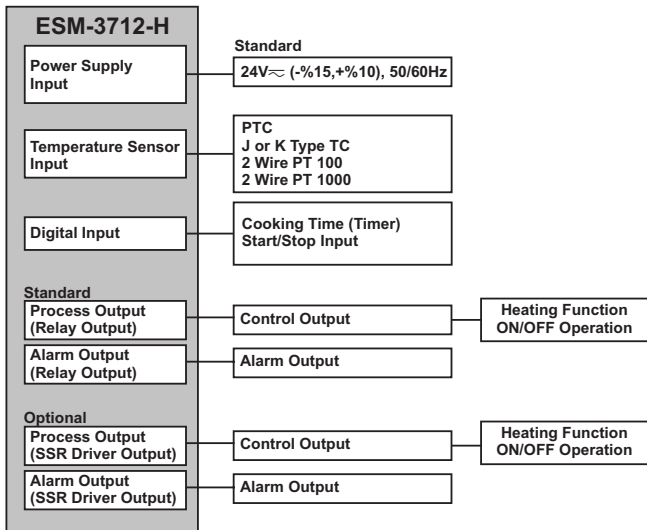 ESM-3712-H
Power Supply
Input
Standard
24V⎓∼ (-%15,+%10), 50/60Hz
Temperature Sensor
Input
PTC
J or K Type TC
2 Wire PT 100
2 Wire PT 1000
Digital Input
Cooking Time (Timer)
Start/Stop Input
Standard
Process Output
(Relay Output)
Control Output
Heating Function
ON/OFF Operation
Alarm Output
(Relay Output)
Alarm Output
Optional
Process Output
(SSR Driver Output)
Control Output
Heating Function
ON/OFF Operation
Alarm Output
(SSR Driver Output)
Alarm Output